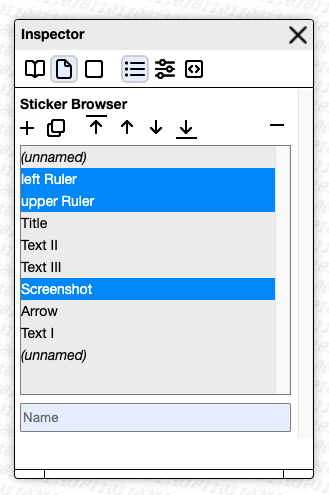 Inspector
Sticker Browser
(unnamed)
left Ruler
upper Ruler
Title
Text II
Text III
Screenshot
Arrow
Text I
(unnamed)
Name